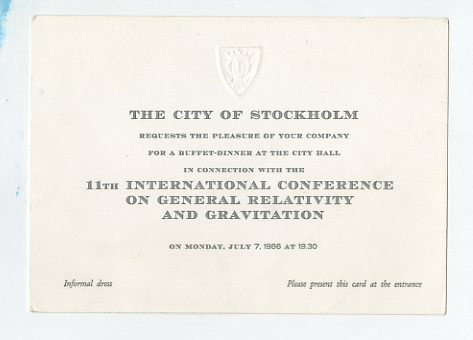 THE CITY OF STOCKHOLM
REQUESTS THE PLEASURE OF YOUR COMPANY
FOR A BUFFET-DINNER AT THE CITY HALL
IN CONNECTION WITH THE
11TH INTERNATIONAL CONFERENCE
ON GENERAL RELATIVITY
AND GRAVITATION
ON MONDAY, JULY 7, 1986 AT 19.30
Informal dress
Please present this card at the entrance